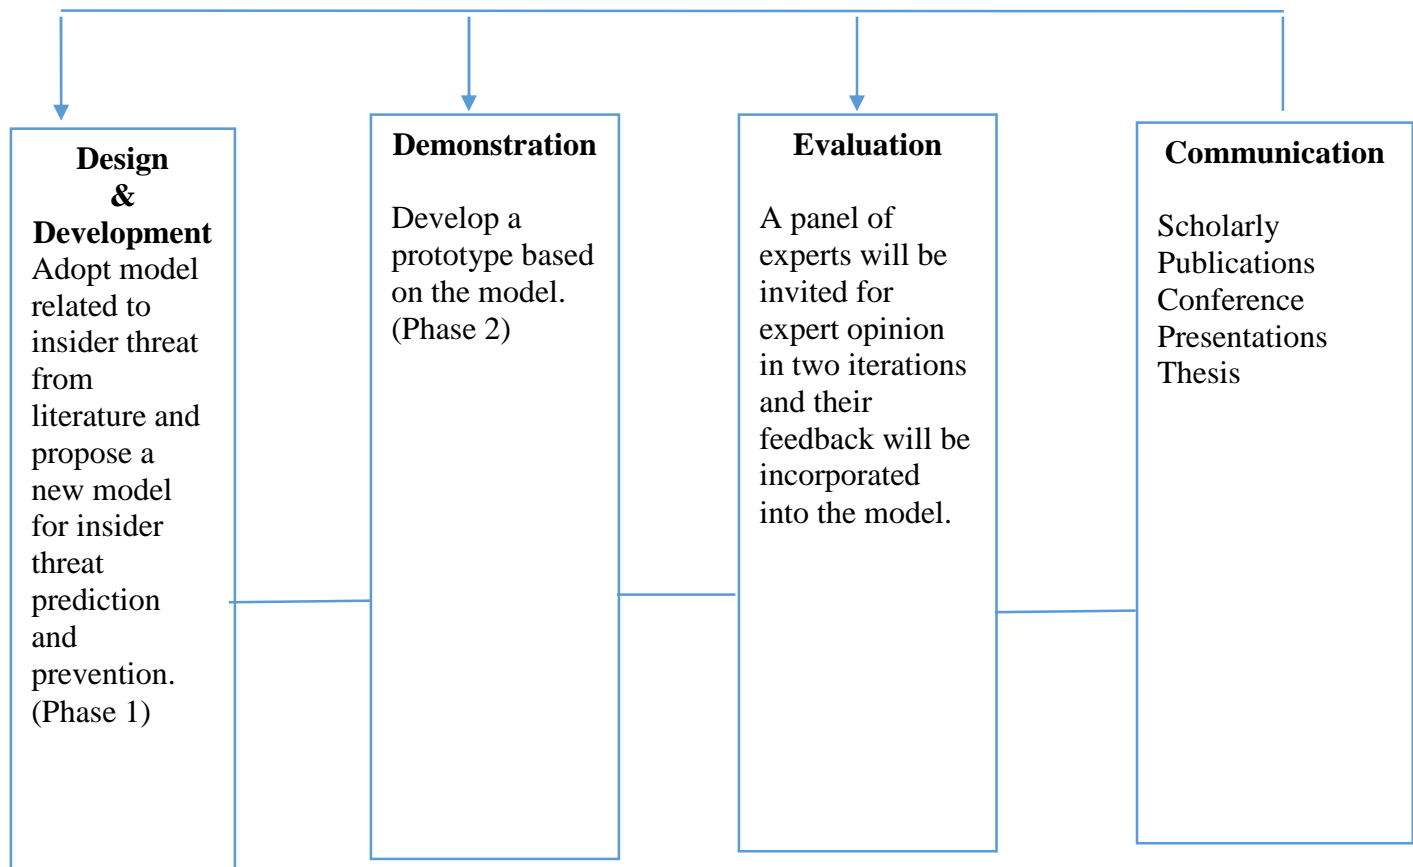 Design
&
Development
Adopt model
related to
insider threat
from
literature and
propose a
new model
for insider
threat
prediction
and
prevention.
(Phase 1)
Demonstration
Develop a
prototype based
on the model.
(Phase 2)
Evaluation
A panel of
experts will be
invited for
expert opinion
in two iterations
and their
feedback will be
incorporated
into the model.
Communication
Scholarly
Publications
Conference
Presentations
Thesis